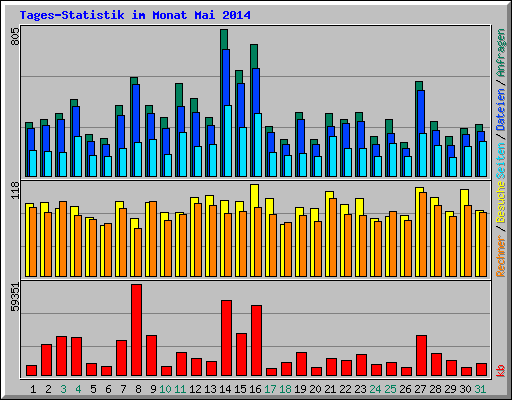 Tages-Statistik im Monat Mai 2014
805
118
59351
Rechner / Besuche Seiten / Dateien / Anfragen
kb
1 2 3 4 5 6 7 8 9 10 11 12 13 14 15 16 17 18 19 20 21 22 23 24 25 26 27 28 29 30 31